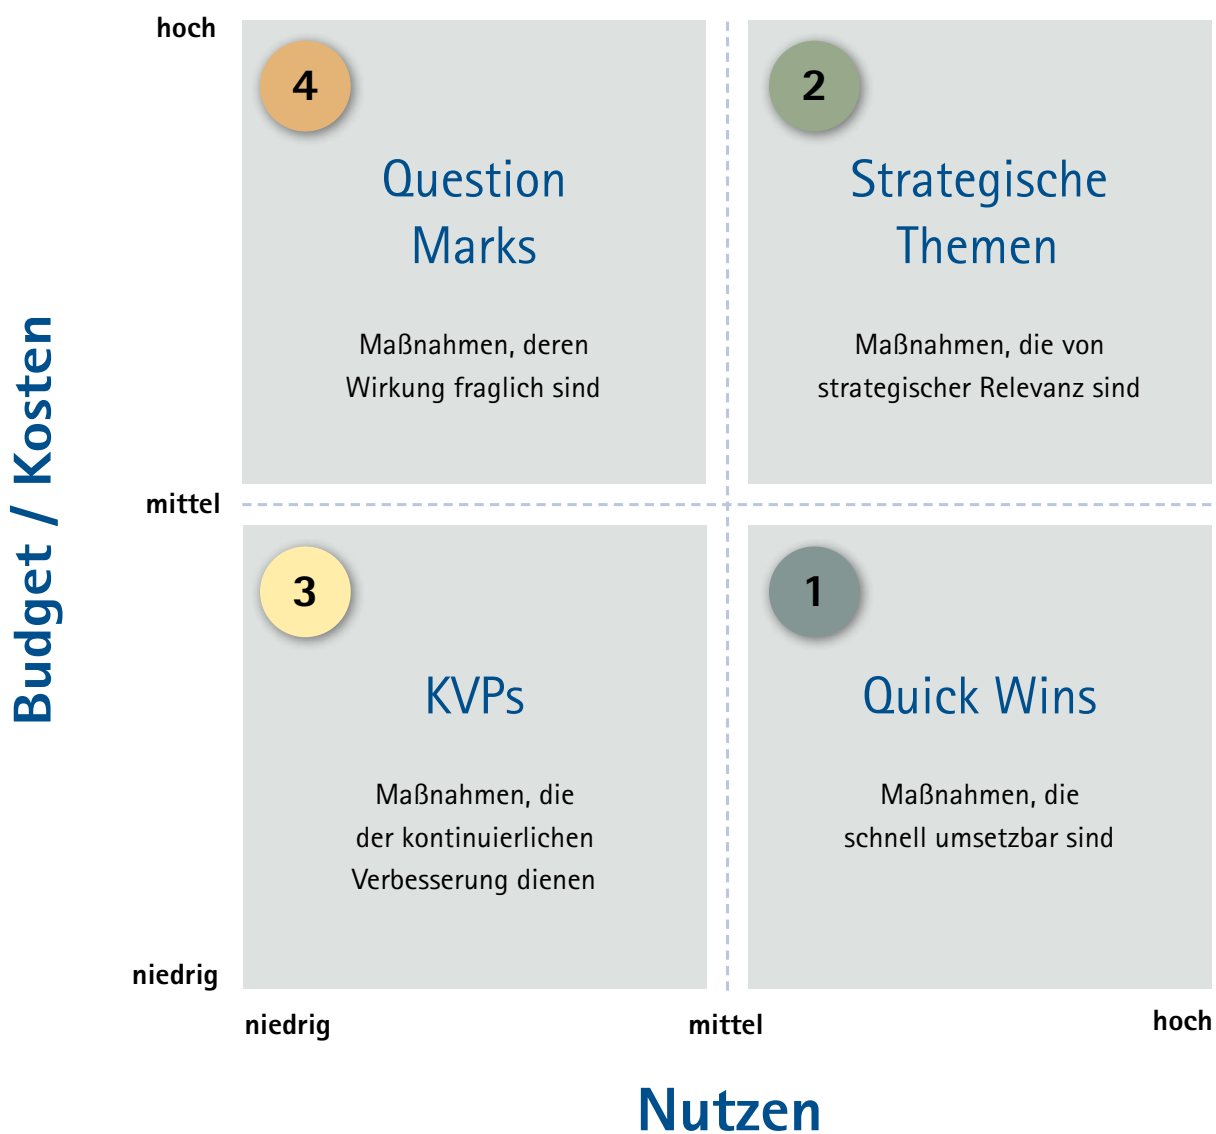 hoch
4
Question
Marks
Maßnahmen, deren
Wirkung fraglich sind
2
Strategische
Themen
Maßnahmen, die von
strategischer Relevanz sind
Budget / Kosten
mittel
3
KVPs
Maßnahmen, die
der kontinuierlichen
Verbesserung dienen
1
Quick Wins
Maßnahmen, die
schnell umsetzbar sind
niedrig
niedrig
mittel
hoch
Nutzen